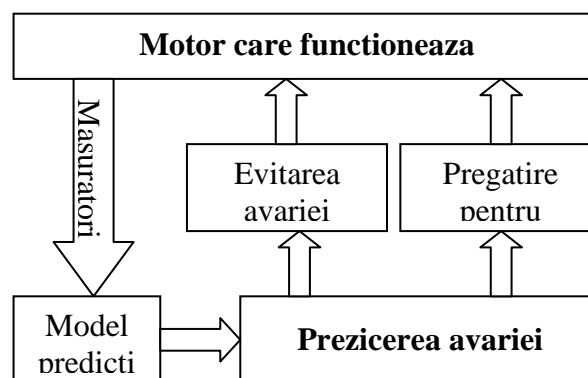 Motor care functioneaza
Masuratori
Evitarea
avariei
Pregatire
pentru
Model
predicti
Prezicerea avariei